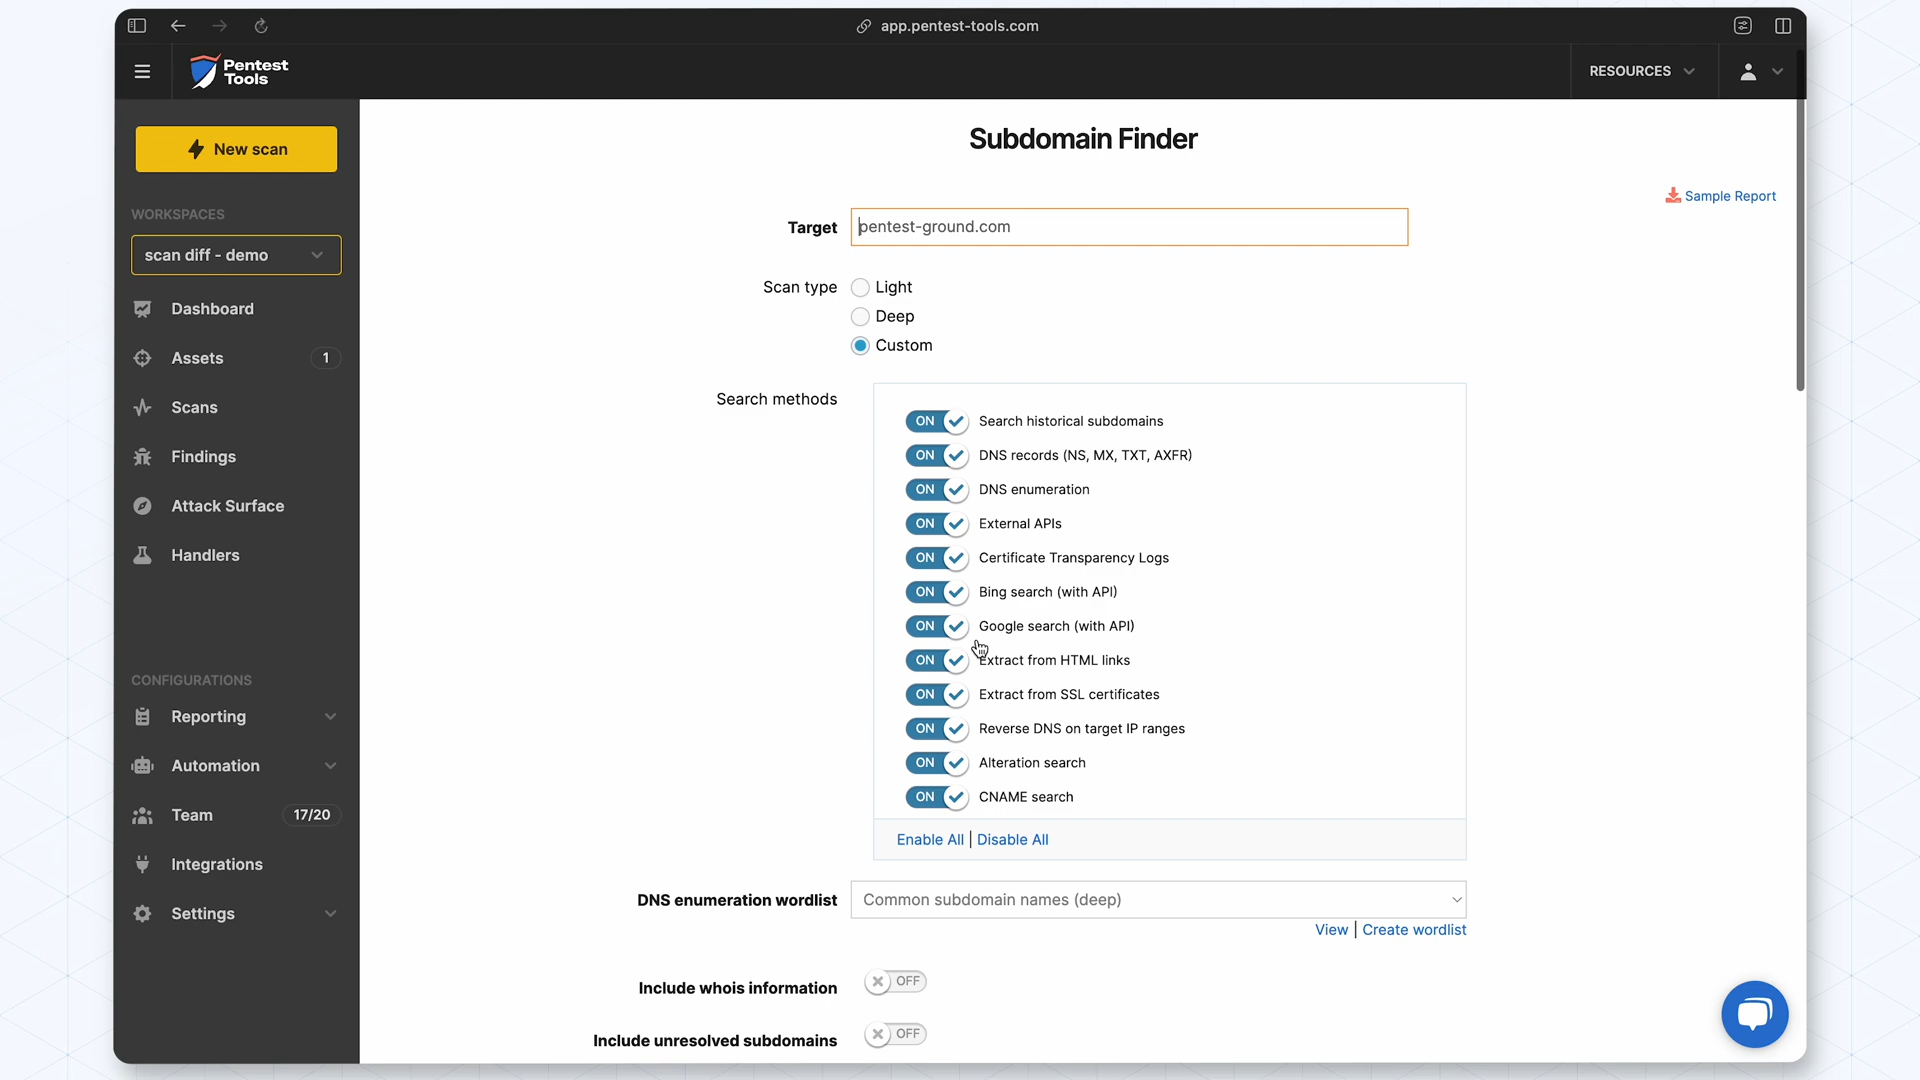 app.pentest-tools.com
Pentest
Tools
RESOURCES
New scan
WORKSPACES
scan diff - demo
Dashboard
Assets 1
Scans
Findings
Attack Surface
Handlers
CONFIGURATIONS
Reporting
Automation
Team 17/20
Integrations
Settings
Subdomain Finder
Sample Report
Target pentest-ground.com
Scan type Light
Deep
Custom
Search methods
ON Search historical subdomains
ON DNS records (NS, MX, TXT, AXFR)
ON DNS enumeration
ON External APIs
ON Certificate Transparency Logs
ON Bing search (with API)
ON Google search (with API)
ON Extract from HTML links
ON Extract from SSL certificates
ON Reverse DNS on target IP ranges
ON Alteration search
ON CNAME search
Enable All | Disable All
DNS enumeration wordlist Common subdomain names (deep)
View | Create wordlist
Include whois information OFF
Include unresolved subdomains OFF